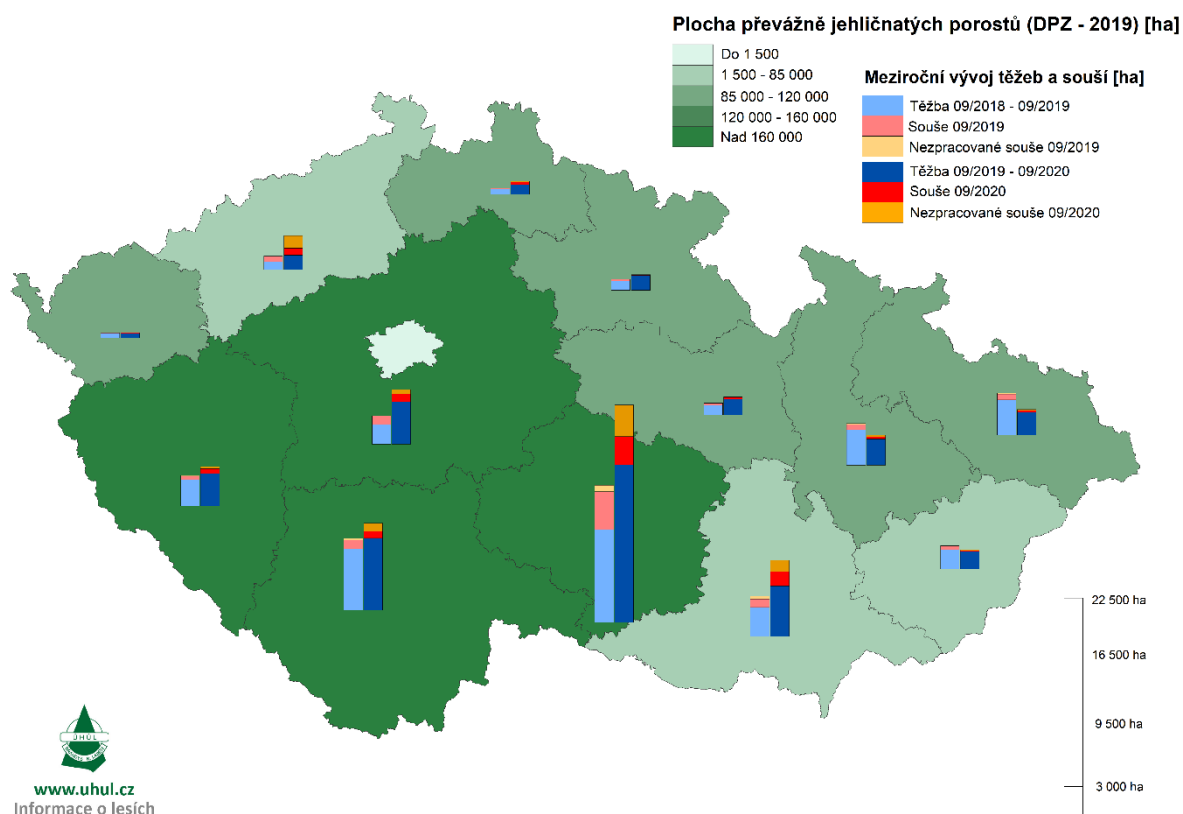 Plocha převážně jehličnatých porostů (DPZ - 2019) [ha]
Do 1 500
1 500 - 85 000
85 000 - 120 000
120 000 - 160 000
Nad 160 000
Meziroční vývoj těžeb a souší [ha]
Těžba 09/2018 - 09/2019
Souše 09/2019
Nezpracované souše 09/2019
Těžba 09/2019 - 09/2020
Souše 09/2020
Nezpracované souše 09/2020
22 500 ha
16 500 ha
9 500 ha
3 000 ha
ÚHÚL
www.uhul.cz
Informace o lesích